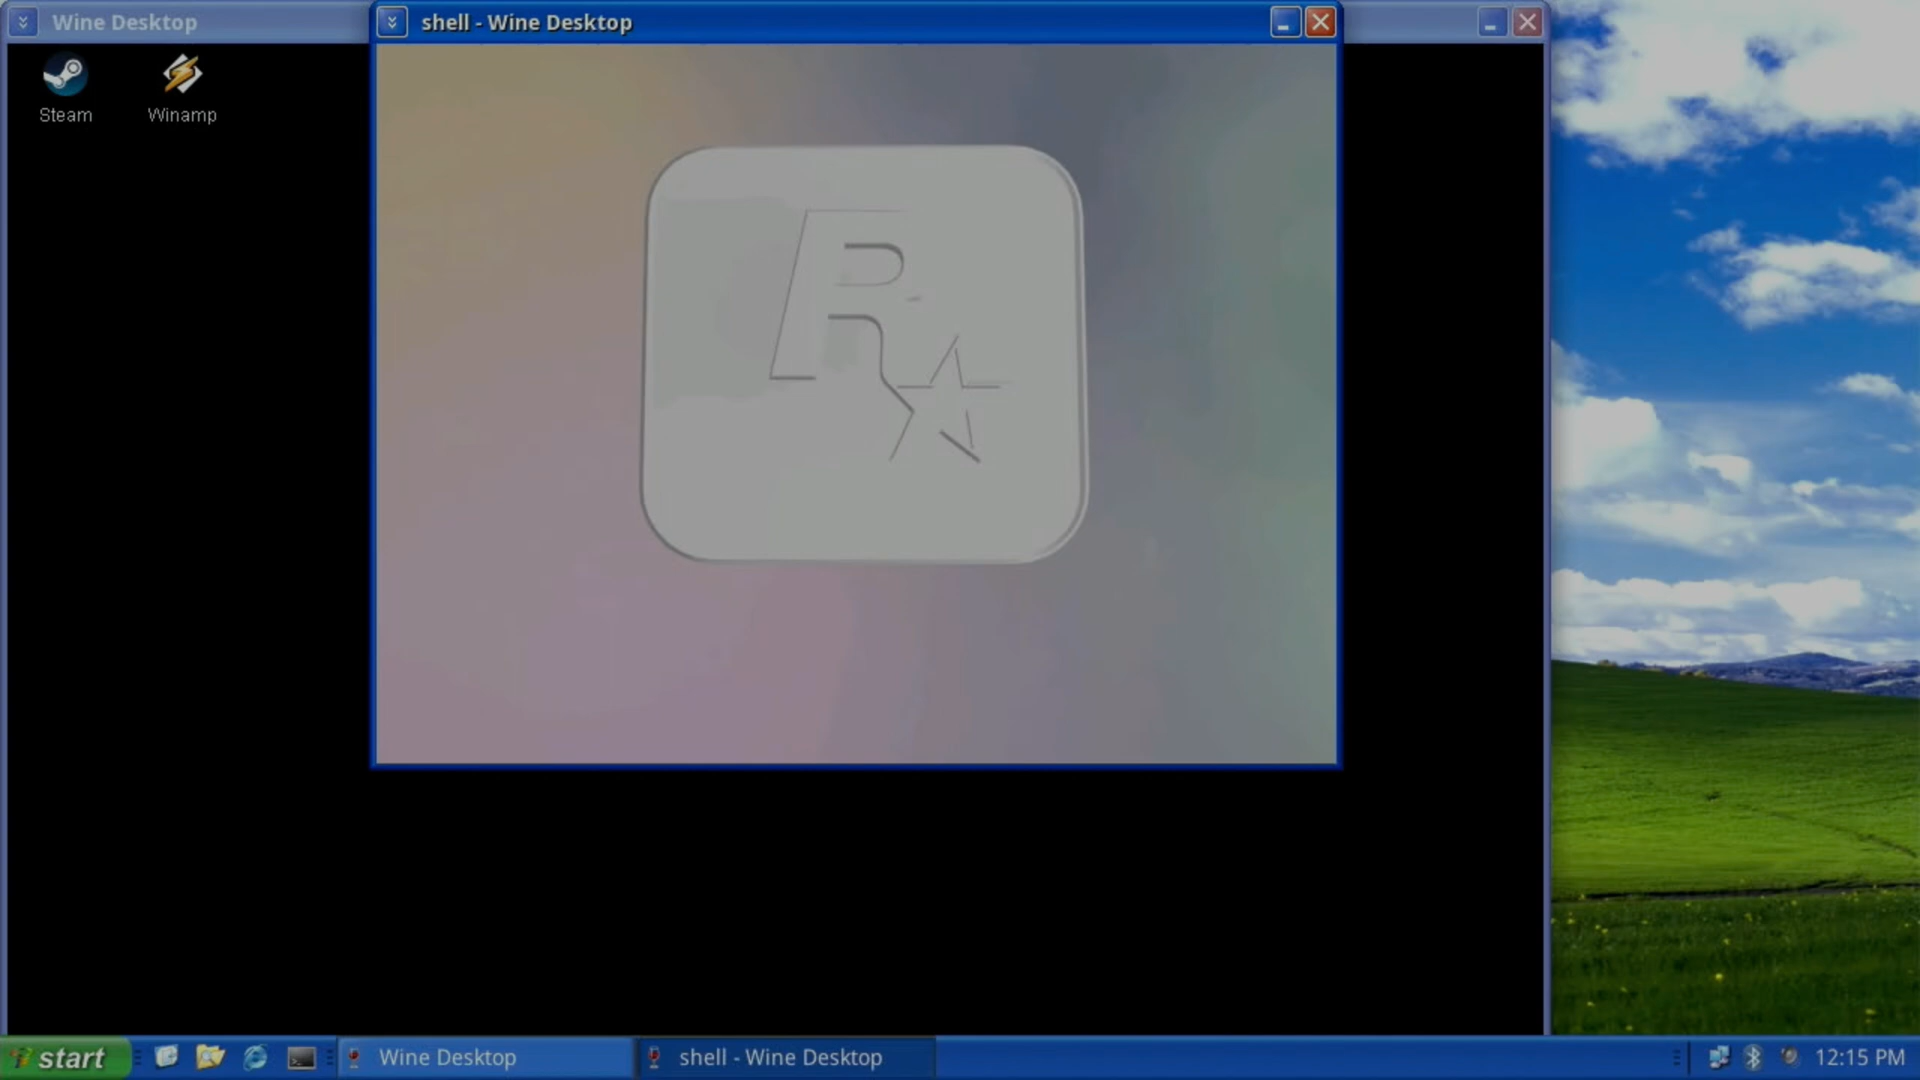 Wine Desktop
shell - Wine Desktop
Steam
Winamp
R
start
Wine Desktop
shell - Wine Desktop
12:15 PM